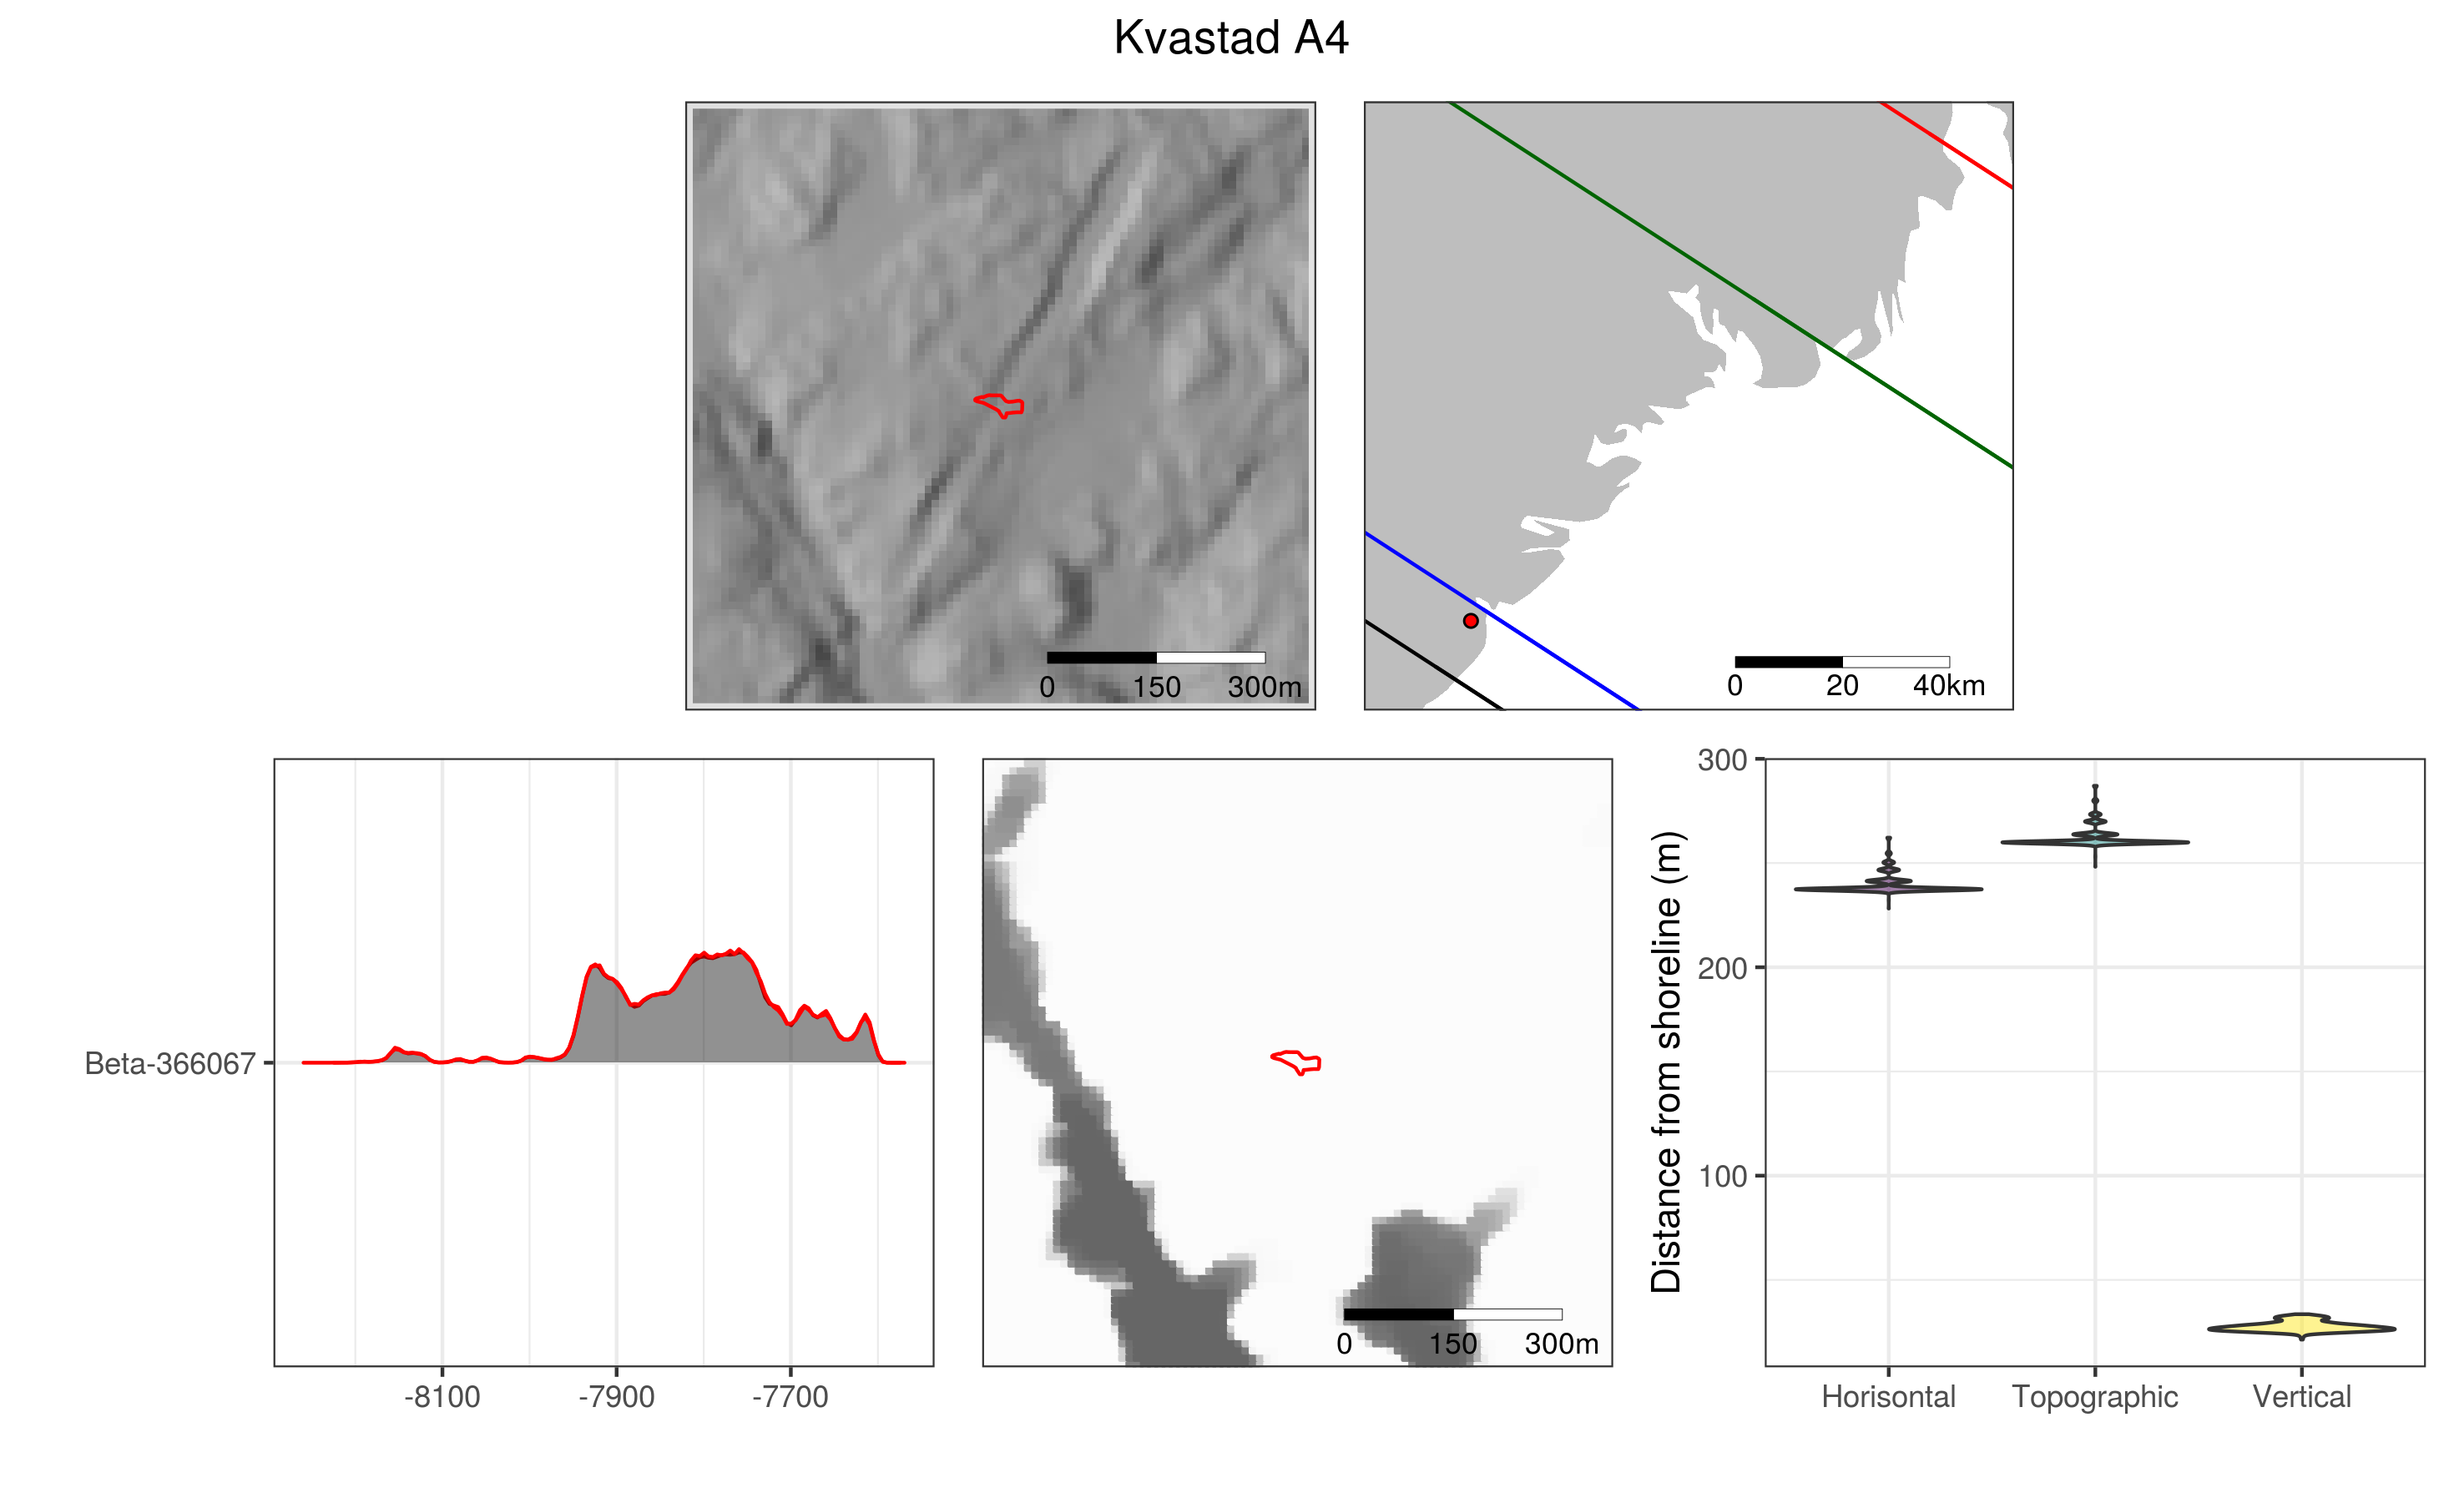 Kvastad A4
0 150 300m
0 20 40km
Beta-366067
-8100 -7900 -7700
0 150 300m
Distance from shoreline (m)
300
200
100
Horisontal Topographic Vertical